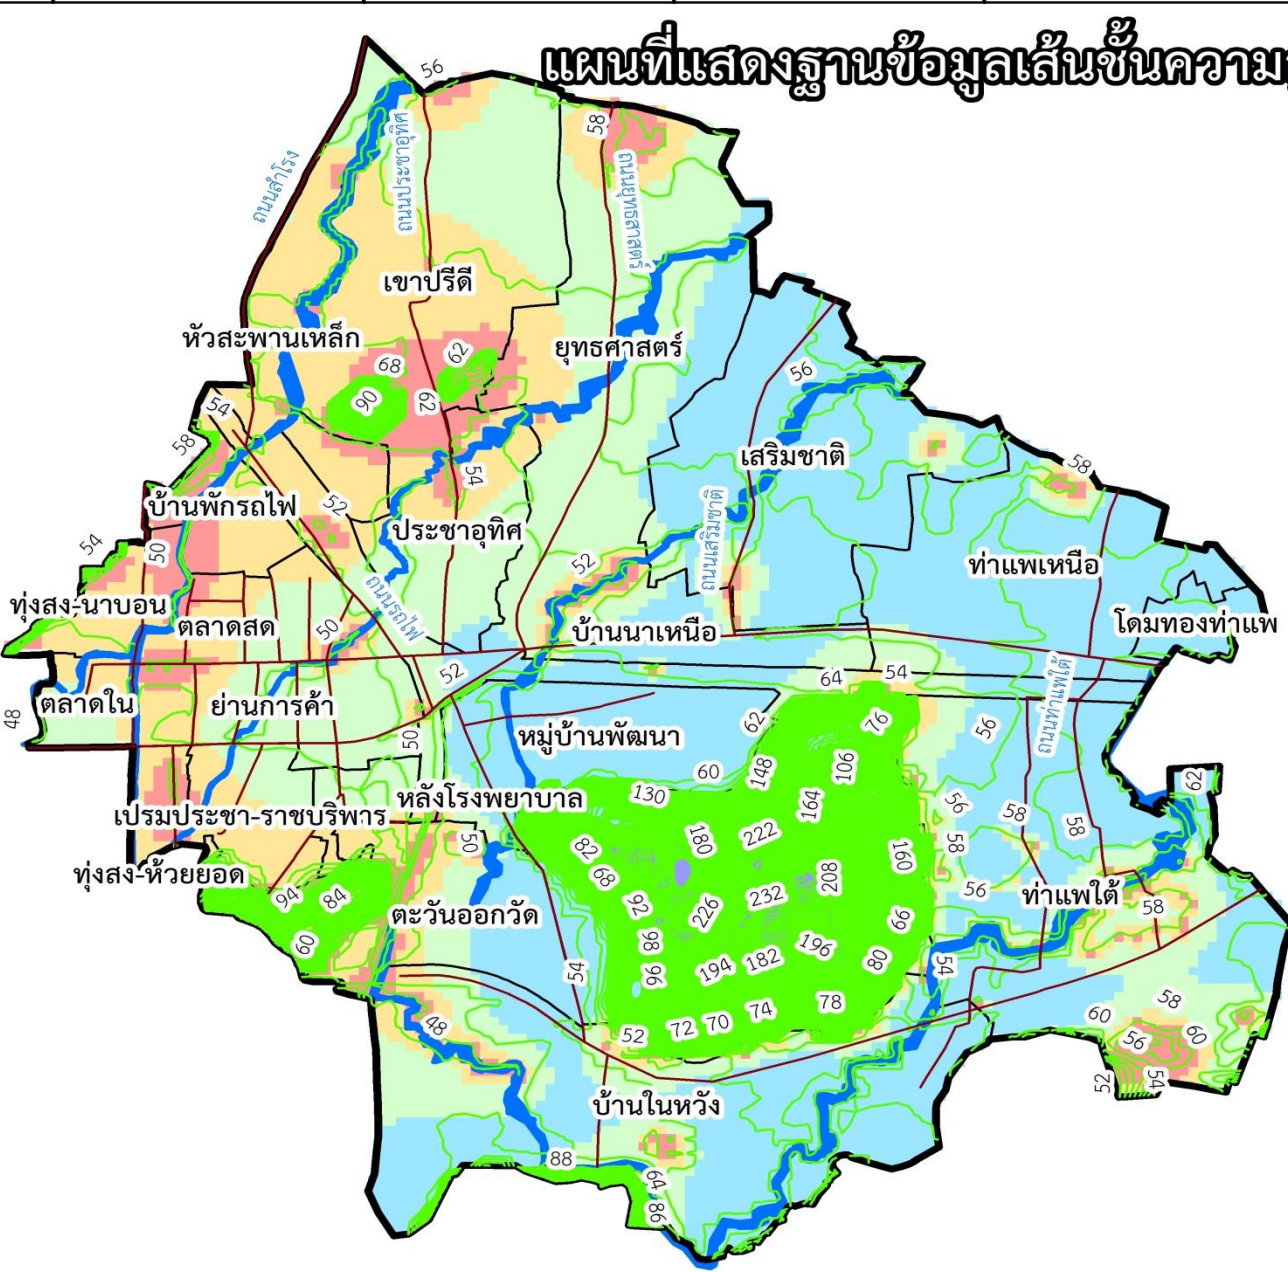 แผนที่แสดงฐานข้อมูลเส้นชั้นความ
56
58
ถนนสำโรง
ถนนประชาอุทิศ
ถนนยุทธสาสตร์
เขาปรีดี
หัวสะพานเหล็ก
ยุทธศาสตร์
68
62
90
62
56
54
58
เสริมชาติ
58
54
บ้านพักรถไฟ
52
ประชาอุทิศ
ถนนเสริมชาติ
54
50
52
ท่าแพเหนือ
ทุ่งสง-นาบอน
ตลาดสด
50
ถนนรถไฟ
บ้านนาเหนือ
โดมทองท่าแพ
52
64
54
ถนนท่าแพใต้
48
ตลาดใน
ย่านการค้า
50
หมู่บ้านพัฒนา
62
76
56
60
148
106
62
130
164
หลังโรงพยาบาล
56
58
58
เปรมประชา-ราชบริพาร
50
82
180
222
58
160
ทุ่งสง-ห้วยยอด
68
208
94
84
56
ท่าแพใต้
ตะวันออกวัด
92
226
232
66
58
60
98
196
54
96
194
182
80
54
58
48
52
72
70
74
78
60
56
60
52
54
บ้านในหวัง
88
64
98